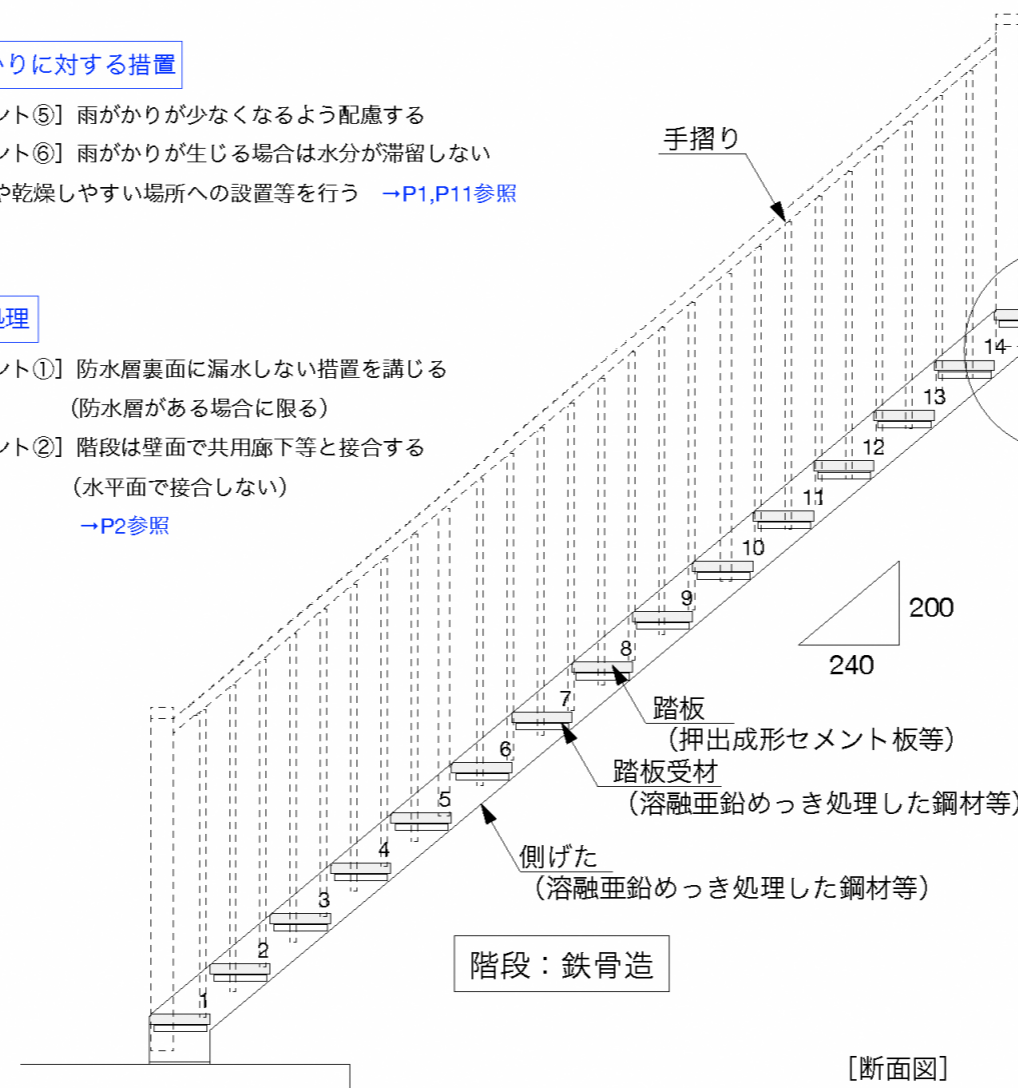 りに対する措置
ント⑤］雨がかりが少なくなるよう配慮する
ント⑥］雨がかりが生じる場合は水分が滞留しない
や乾燥しやすい場所への設置等を行う →P1,P11参照
処理
ント①］防水層裏面に漏水しない措置を講じる
（防水層がある場合に限る）
ント②］階段は壁面で共用廊下等と接合する
（水平面で接合しない）
→P2参照
手摺り
14
13
12
11
10
9
8
7
6
5
4
3
2
1
200
240
踏板
（押出成形セメント板等）
踏板受材
（溶融亜鉛めっき処理した鋼材等）
側げた
（溶融亜鉛めっき処理した鋼材等）
階段：鉄骨造
［断面図］